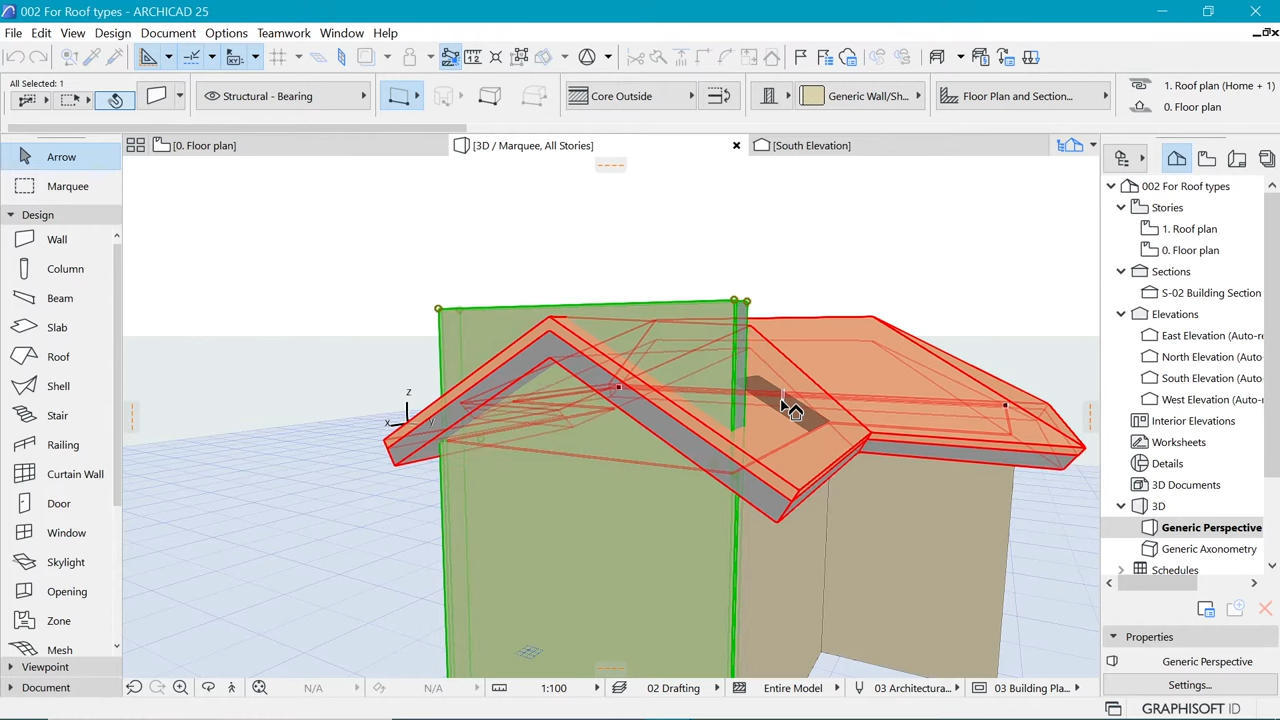 002 For Roof types - ARCHICAD 25
File Edit View Design Options Teamwork Window Help
All Selected: 1
Structural - Bearing
Core Outside
Generic Wall/Sh...
Floor Plan and Section...
1. Roof plan (Home + 1)
0. Floor plan
[0. Floor plan]
[3D / Marquee, All Stories]
[South Elevation]
Arrow
Marquee
Design
Wall
Column
Beam
Slab
Roof
Shell
Stair
Railing
Curtain Wall
Door
Window
Skylight
Opening
Zone
Mesh
Viewpoint
Document
z
x
y
002 For Roof types
Stories
1. Roof plan
0. Floor plan
Sections
S-02 Building Section
Elevations
East Elevation (Auto-re
North Elevation (Auto
South Elevation (Auto-
West Elevation (Auto-r
Interior Elevations
Worksheets
Details
3D Documents
3D
Generic Perspective
Generic Axonometry
Schedules
Properties
Generic Perspective
Settings...
N/A
N/A
1:100
02 Drafting
Entire Model
03 Architectura...
03 Building Pla...
GRAPHISOFT ID